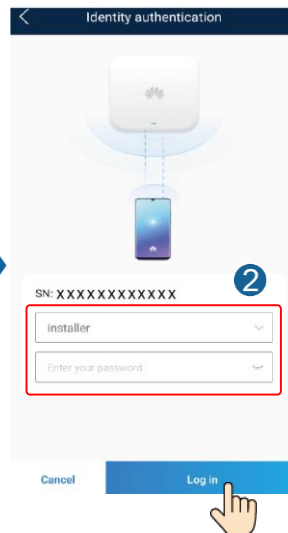 Identity authentication
2
SN: XXXXXXXXXXXX
installer
Enter your password
Cancel
Log in